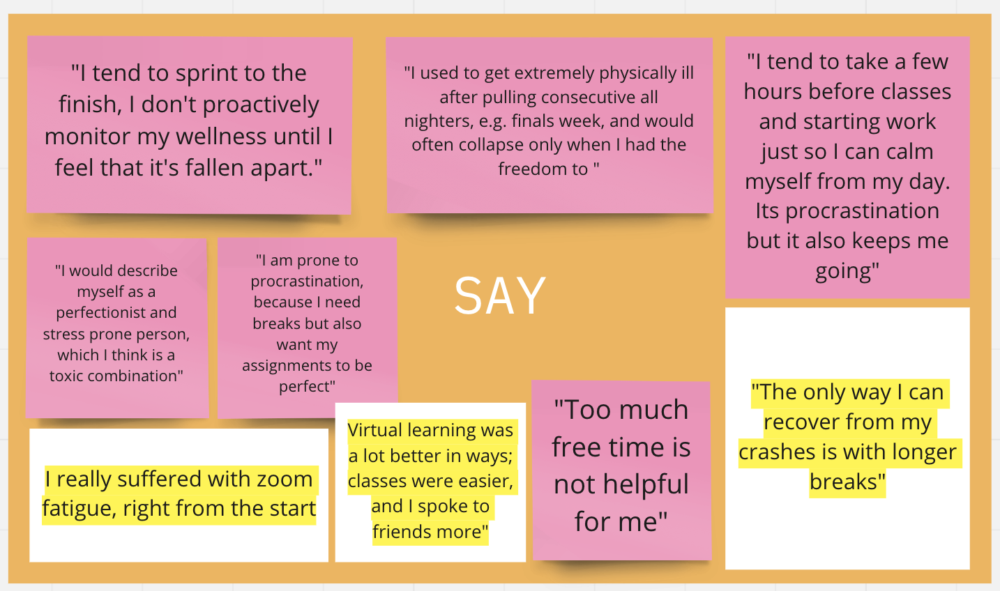 "I tend to sprint to the
finish, I don't proactively
monitor my wellness until I
feel that it's fallen apart."
"I used to get extremely physically ill
after pulling consecutive all
nighters, e.g. finals week, and would
often collapse only when I had the
freedom to "
"I tend to take a few
hours before classes
and starting work
just so I can calm
myself from my day.
Its procrastination
but it also keeps me
going"
"I would describe
myself as a
perfectionist and
stress prone person,
which I think is a
toxic combination"
"I am prone to
procrastination,
because I need
breaks but also
want my
assignments to be
perfect"
SAY
I really suffered with zoom
fatigue, right from the start
Virtual learning was
a lot better in ways;
classes were easier,
and I spoke to
friends more"
"Too much
free time is
not helpful
for me"
"The only way I can
recover from my
crashes is with longer
breaks"